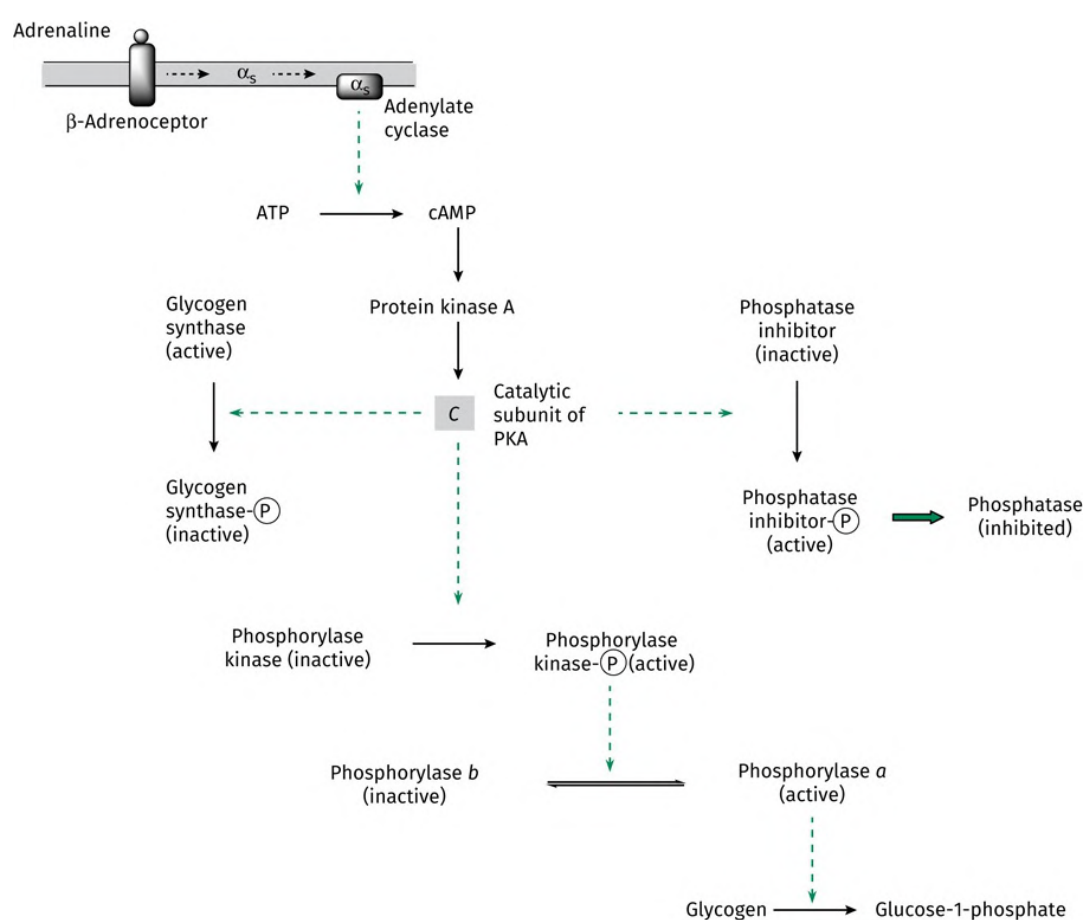 Adrenaline
αs
αs
β-Adrenoceptor
Adenylate
cyclase
ATP
cAMP
Glycogen
synthase
(active)
Protein kinase A
Phosphatase
inhibitor
(inactive)
C
Catalytic
subunit of
PKA
Glycogen
synthase-P
(inactive)
Phosphatase
inhibitor-P
(active)
Phosphatase
(inhibited)
Phosphorylase
kinase (inactive)
Phosphorylase
kinase-P(active)
Phosphorylase b
(inactive)
Phosphorylase a
(active)
Glycogen
Glucose-1-phosphate